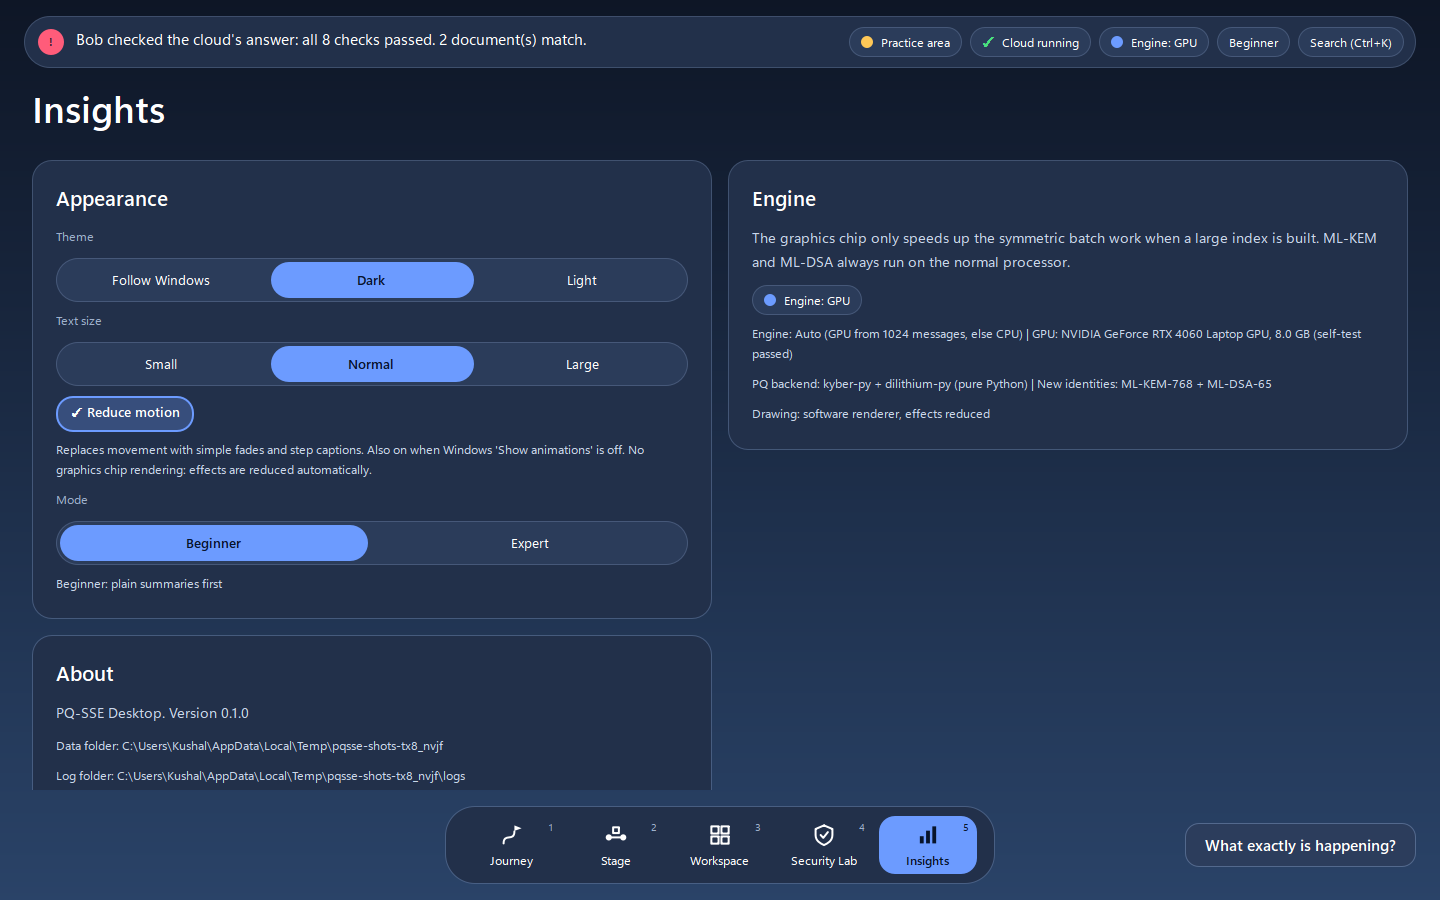 ! Bob checked the cloud's answer: all 8 checks passed. 2 document(s) match.
Practice area
✓ Cloud running
Engine: GPU
Beginner
Search (Ctrl+K)
Insights
Appearance
Theme
Follow Windows
Dark
Light
Text size
Small
Normal
Large
✓ Reduce motion
Replaces movement with simple fades and step captions. Also on when Windows 'Show animations' is off. No
graphics chip rendering: effects are reduced automatically.
Mode
Beginner
Expert
Beginner: plain summaries first
About
PQ-SSE Desktop. Version 0.1.0
Data folder: C:\Users\Kushal\AppData\Local\Temp\pqsse-shots-tx8_nvjf
Log folder: C:\Users\Kushal\AppData\Local\Temp\pqsse-shots-tx8_nvjf\logs
Engine
The graphics chip only speeds up the symmetric batch work when a large index is built. ML-KEM
and ML-DSA always run on the normal processor.
Engine: GPU
Engine: Auto (GPU from 1024 messages, else CPU) | GPU: NVIDIA GeForce RTX 4060 Laptop GPU, 8.0 GB (self-test
passed)
PQ backend: kyber-py + dilithium-py (pure Python) | New identities: ML-KEM-768 + ML-DSA-65
Drawing: software renderer, effects reduced
1
Journey
2
Stage
3
Workspace
4
Security Lab
5
Insights
What exactly is happening?